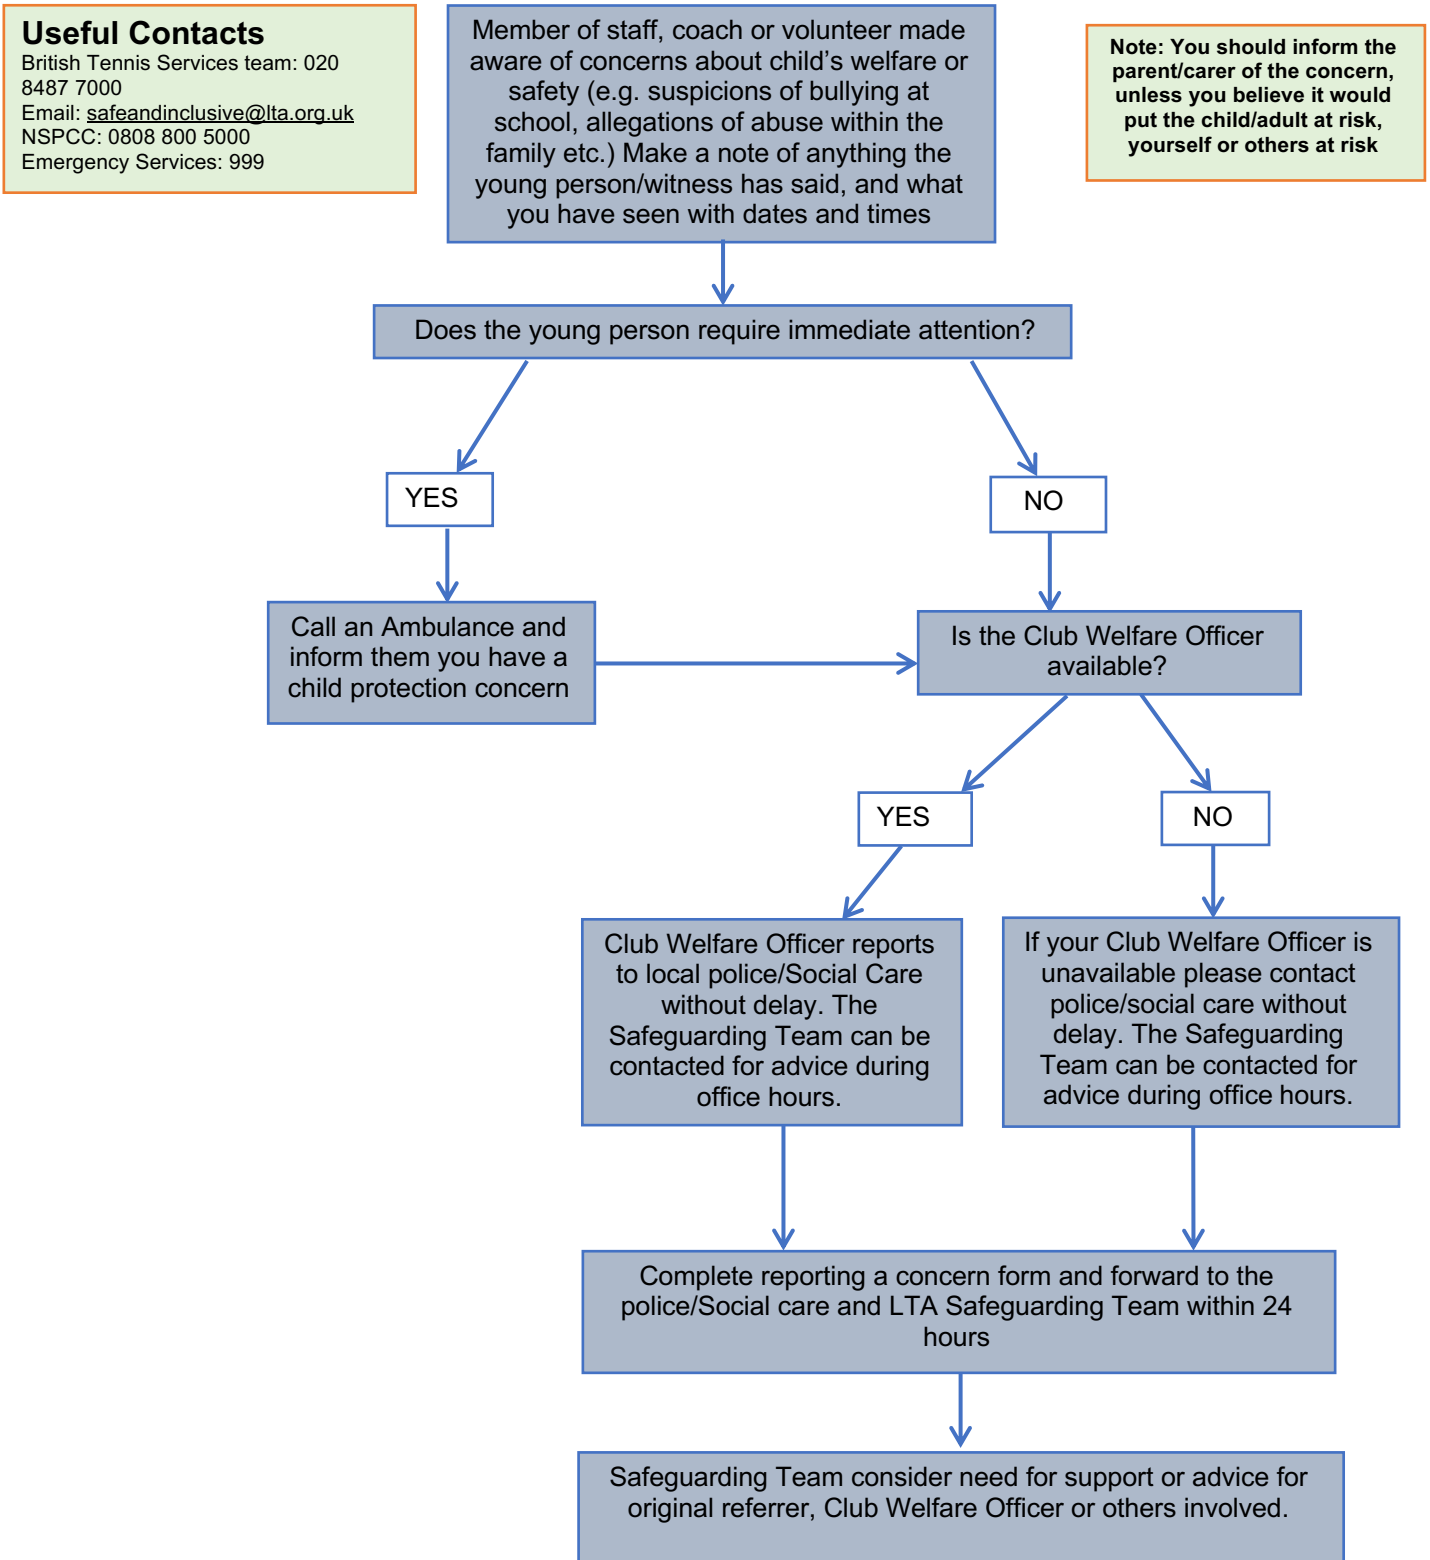 Useful Contacts
British Tennis Services team: 020
8487 7000
Email: safeandinclusive@lta.org.uk
NSPCC: 0808 800 5000
Emergency Services: 999
Member of staff, coach or volunteer made
aware of concerns about child’s welfare or
safety (e.g. suspicions of bullying at
school, allegations of abuse within the
family etc.) Make a note of anything the
young person/witness has said, and what
you have seen with dates and times
Note: You should inform the
parent/carer of the concern,
unless you believe it would
put the child/adult at risk,
yourself or others at risk
Does the young person require immediate attention?
YES
NO
Call an Ambulance and
inform them you have a
child protection concern
Is the Club Welfare Officer
available?
YES
NO
Club Welfare Officer reports
to local police/Social Care
without delay. The
Safeguarding Team can be
contacted for advice during
office hours.
If your Club Welfare Officer is
unavailable please contact
police/social care without
delay. The Safeguarding
Team can be contacted for
advice during office hours.
Complete reporting a concern form and forward to the
police/Social care and LTA Safeguarding Team within 24
hours
Safeguarding Team consider need for support or advice for
original referrer, Club Welfare Officer or others involved.